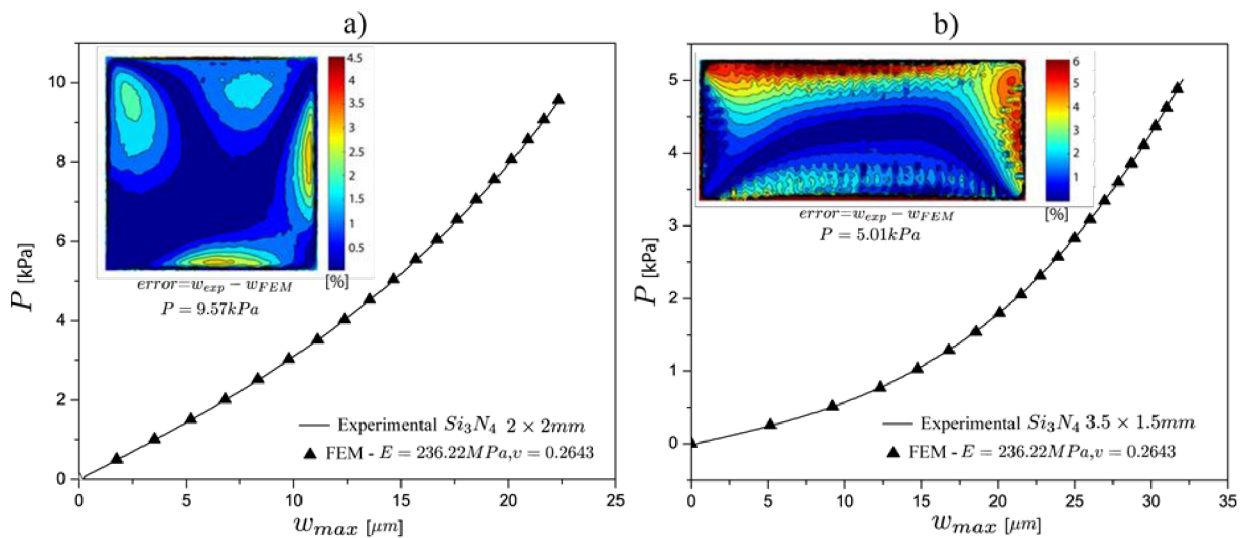 a)
10
8
6
4
2
0
P [kPa]
4.5
4
3.5
3
2.5
2
1.5
1
0.5
[%]
error=w_exp − w_FEM
P = 9.57kPa
Experimental Si₃N₄ 2 × 2mm
FEM - E = 236.22MPa,υ = 0.2643
0 5 10 15 20 25
w_max [μm]
b)
5
4
3
2
1
0
P [kPa]
6
5
4
3
2
1
[%]
error=w_exp − w_FEM
P = 5.01kPa
Experimental Si₃N₄ 3.5 × 1.5mm
FEM - E = 236.22MPa,υ = 0.2643
0 5 10 15 20 25 30 35
w_max [μm]